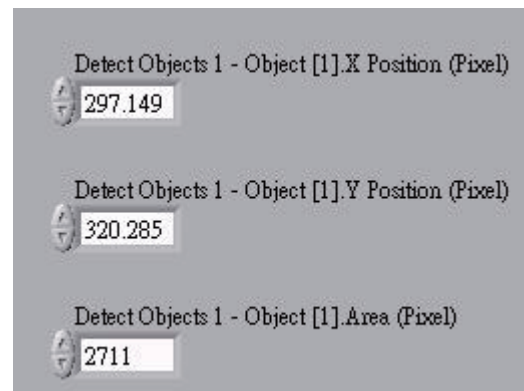 Detect Objects 1 - Object [1].X Position (Pixel)
297.149
Detect Objects 1 - Object [1].Y Position (Pixel)
320.285
Detect Objects 1 - Object [1].Area (Pixel)
2711